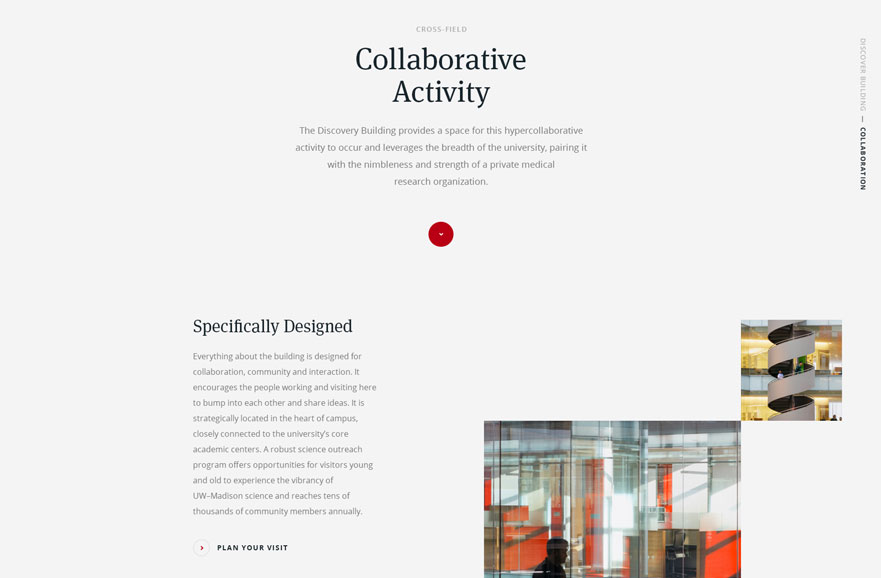 CROSS-FIELD
Collaborative
Activity
The Discovery Building provides a space for this hypercollaborative
activity to occur and leverages the breadth of the university, pairing it
with the nimbleness and strength of a private medical
research organization.
DISCOVER BUILDING — COLLABORATION
Specifically Designed
Everything about the building is designed for
collaboration, community and interaction. It
encourages the people working and visiting here
to bump into each other and share ideas. It is
strategically located in the heart of campus,
closely connected to the university's core
academic centers. A robust science outreach
program offers opportunities for visitors young
and old to experience the vibrancy of
UW–Madison science and reaches tens of
thousands of community members annually.
PLAN YOUR VISIT